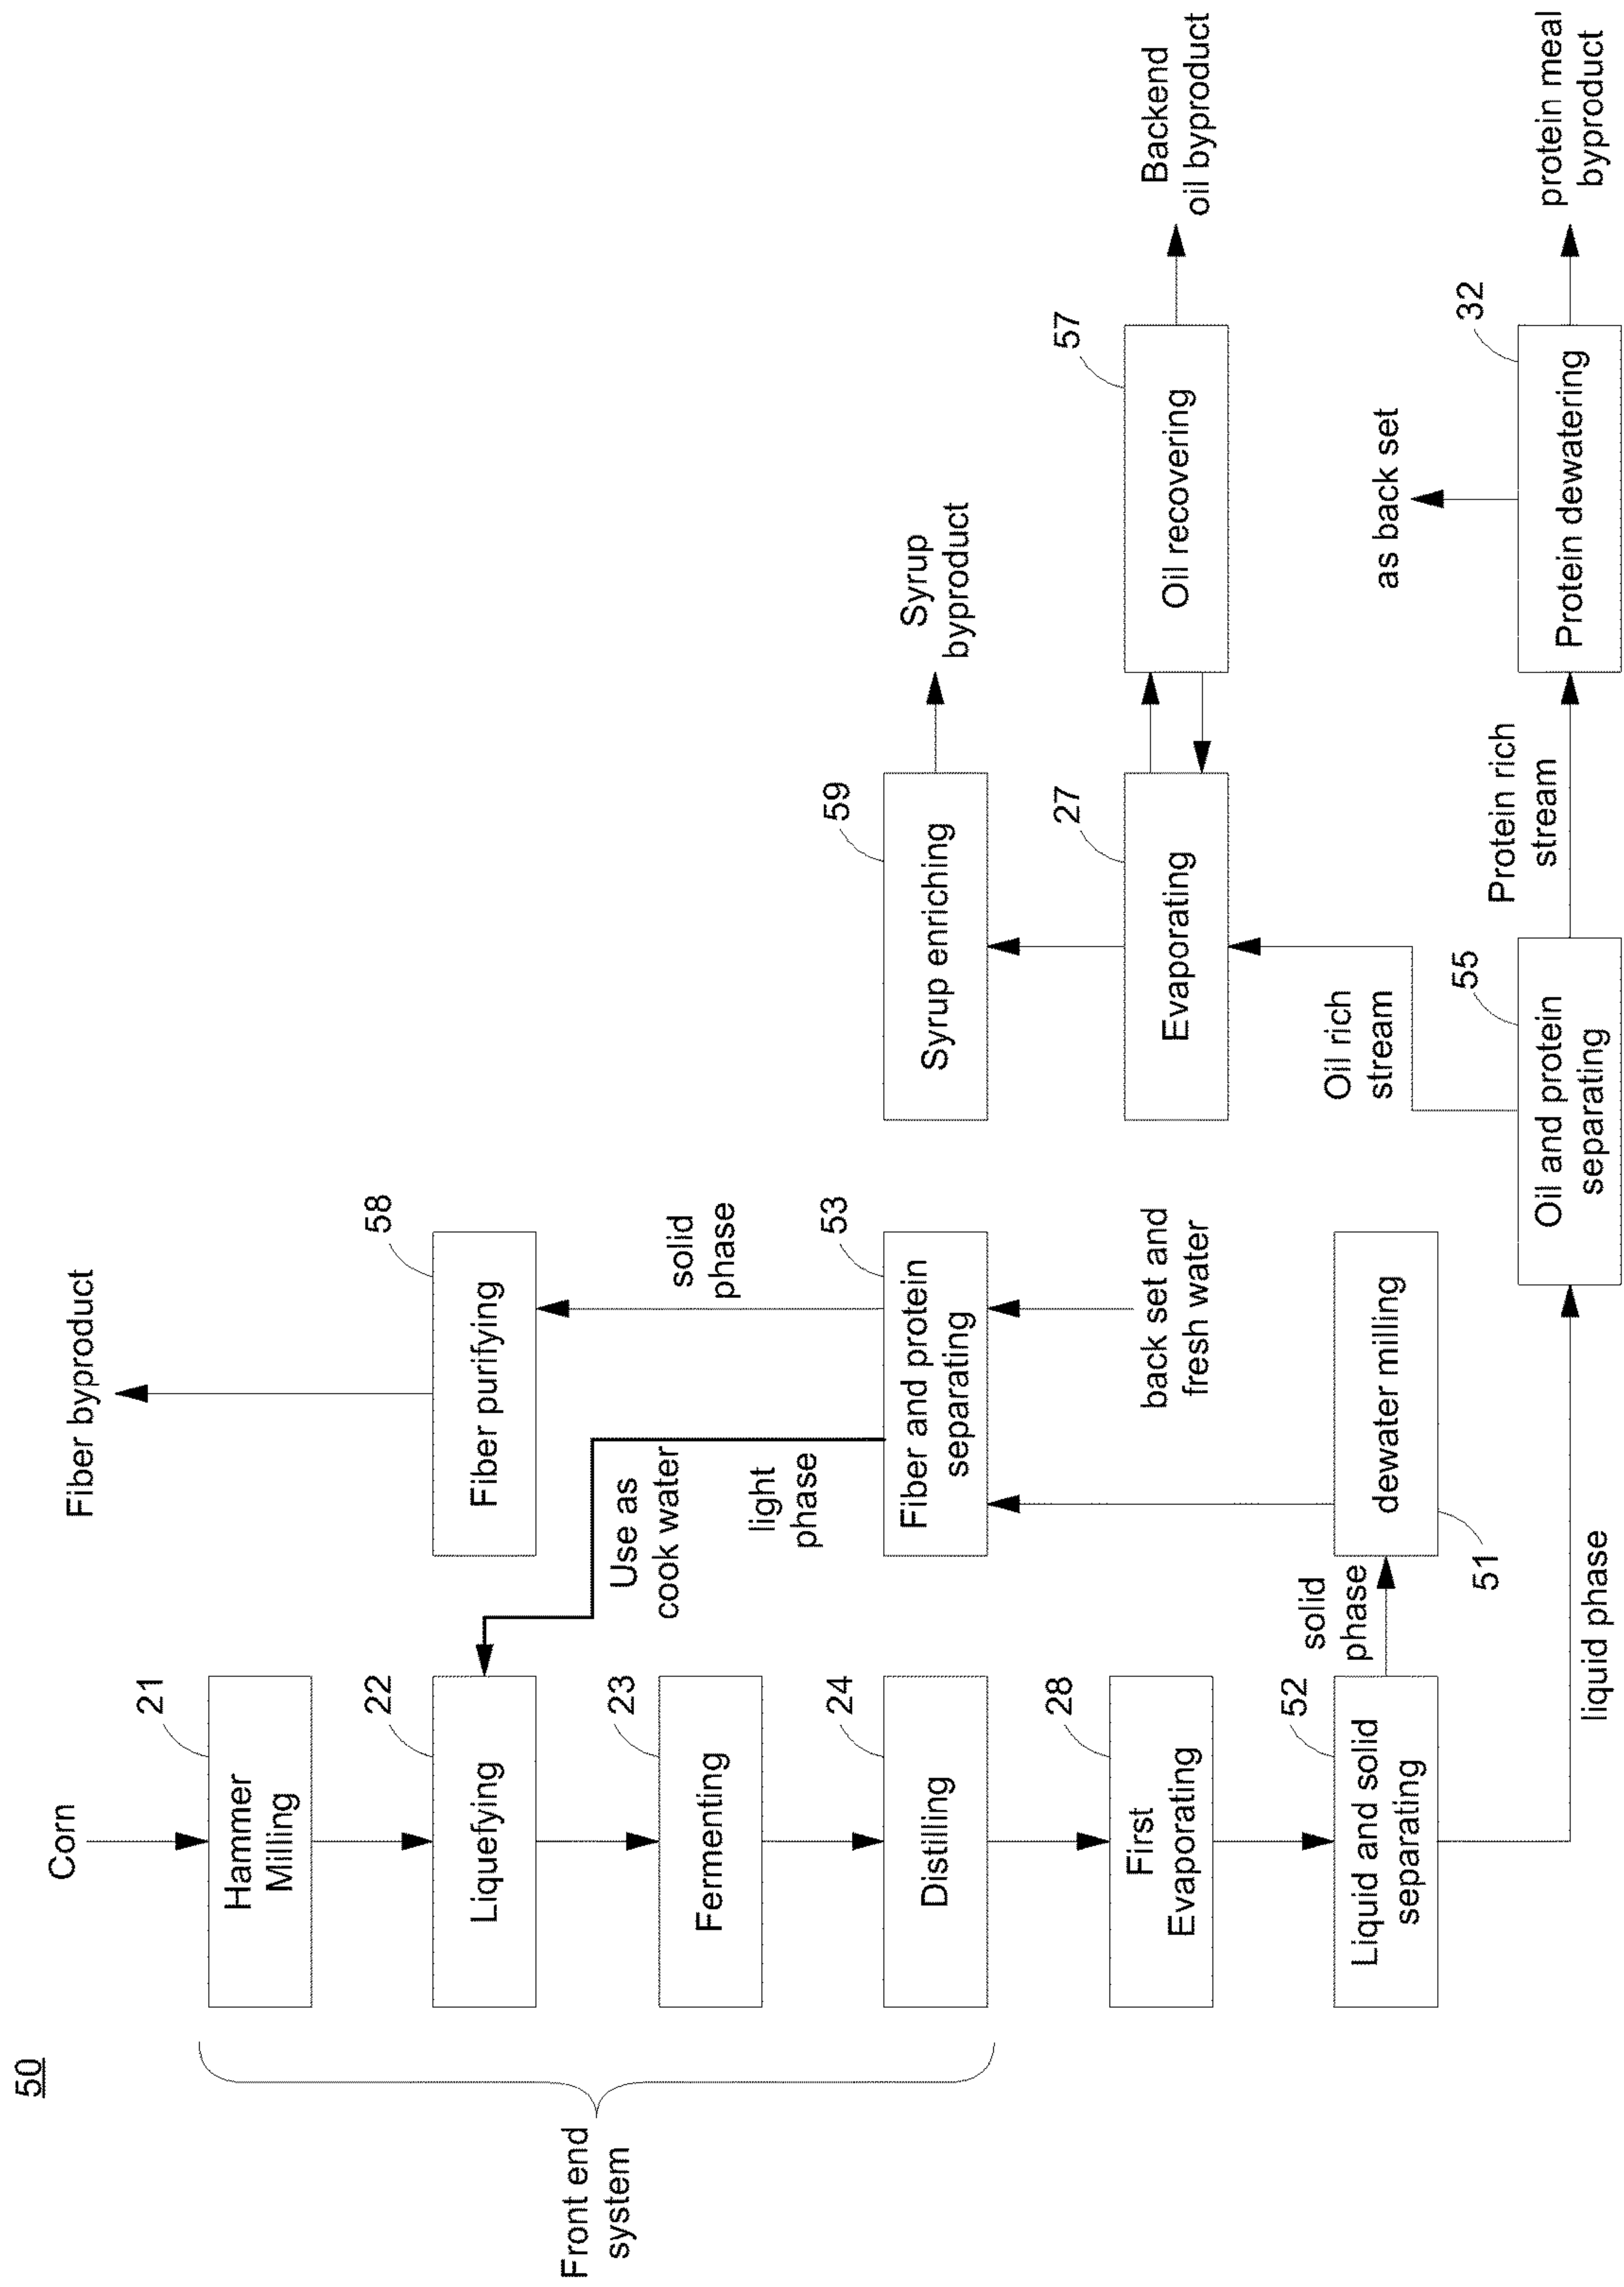 50
Corn
Hammer
Milling
21
Liquefying
22
Fermenting
23
Distilling
24
Front end
system
First
Evaporating
28
Liquid and solid
separating
52
solid
phase
liquid phase
dewater milling
51
Fiber and protein
separating
53
back set and
fresh water
light
phase
Use as
cook water
solid
phase
Fiber purifying
58
Fiber byproduct
Oil and protein
separating
55
Oil rich
stream
Protein rich
stream
Evaporating
27
Syrup enriching
59
Syrup
byproduct
Oil recovering
57
Backend
oil byproduct
Protein dewatering
32
as back set
protein meal
byproduct